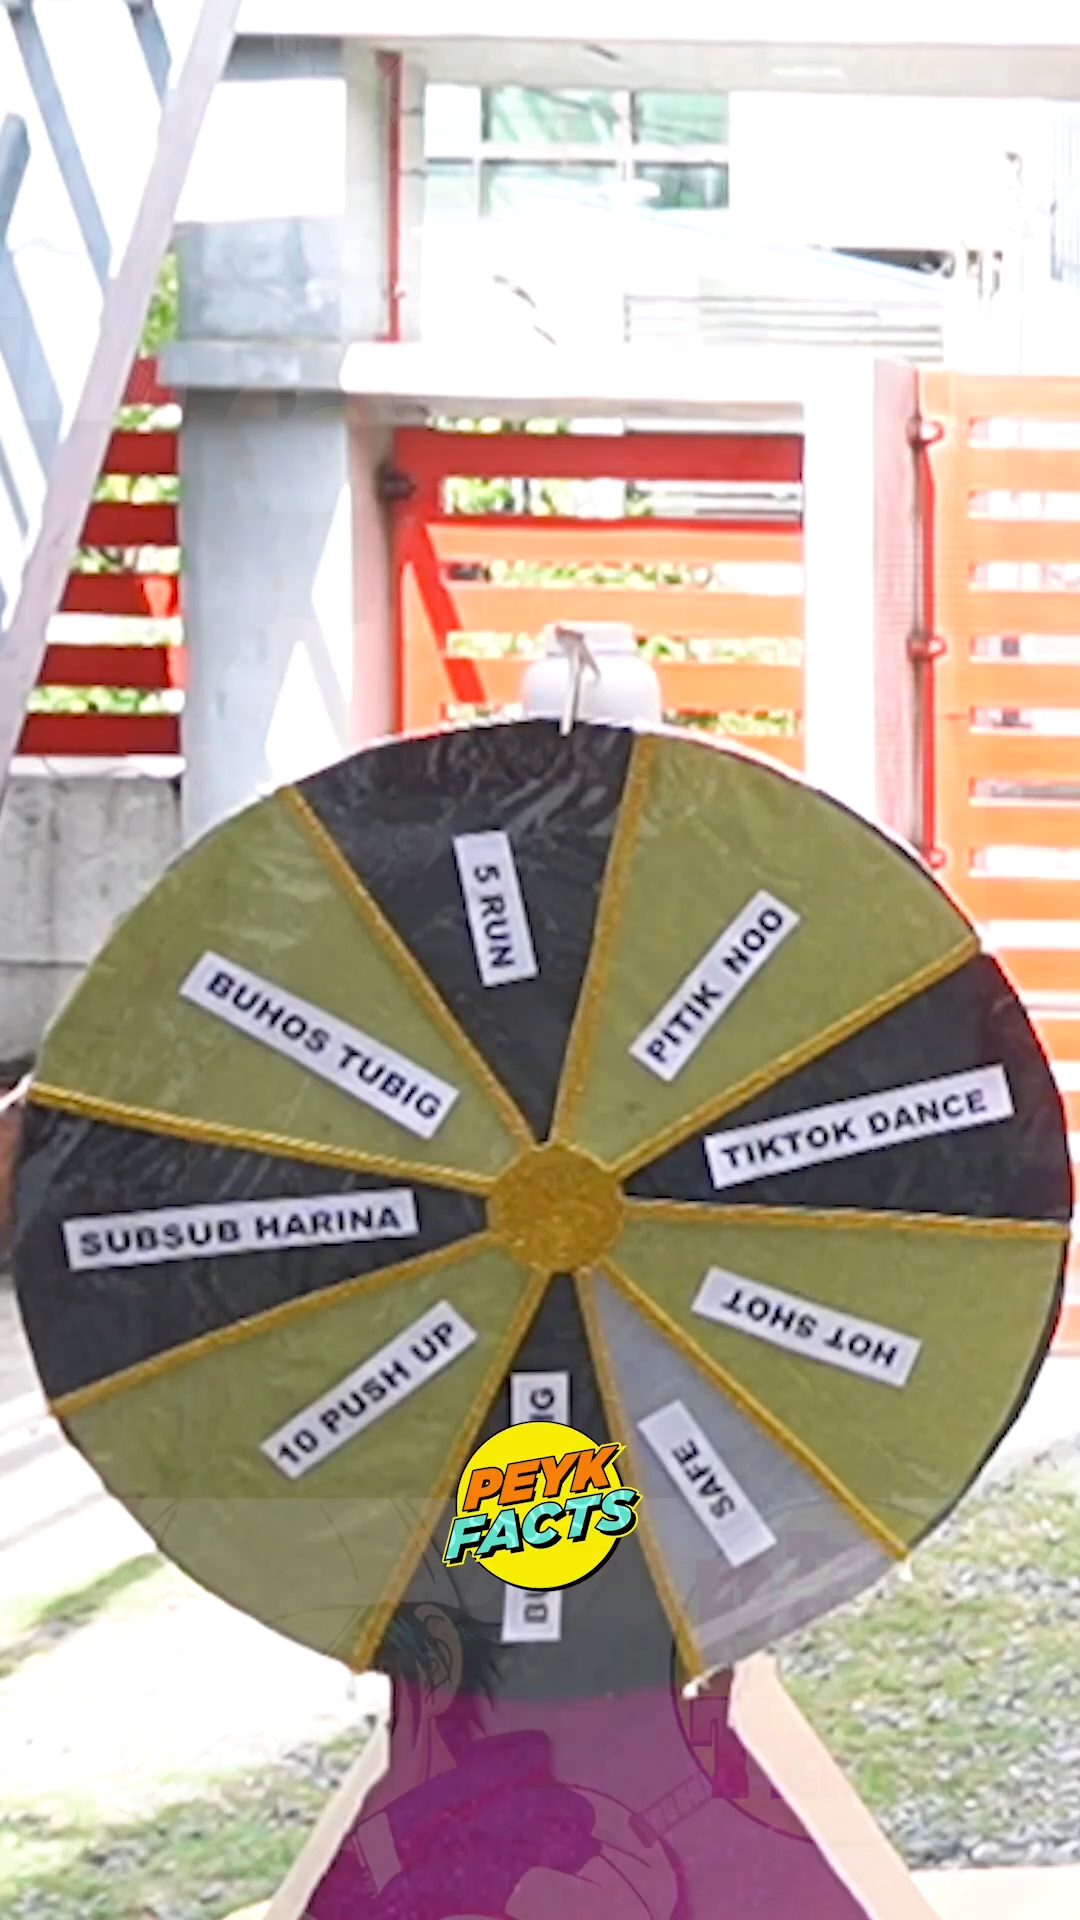 5 RUN
PITIK NOO
TIKTOK DANCE
HOT SHOT
SAFE
10 PUSH UP
SUBSUB HARINA
BUHOS TUBIG
PEYK
FACTS